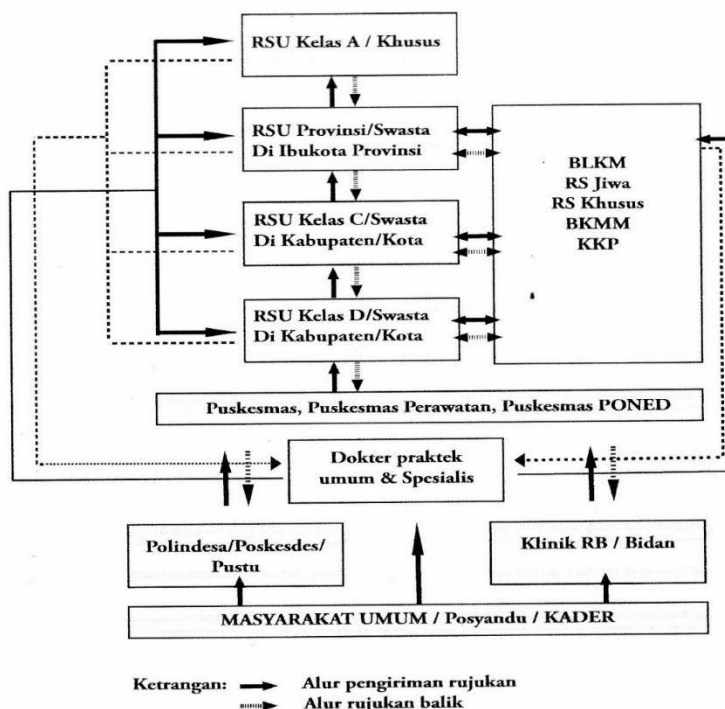 RSU Kelas A / Khusus
RSU Provinsi/Swasta
Di Ibukota Provinsi
RSU Kelas C/Swasta
Di Kabupaten/Kota
RSU Kelas D/Swasta
Di Kabupaten/Kota
BLKM
RS Jiwa
RS Khusus
BKMM
KKP
Puskesmas, Puskesmas Perawatan, Puskesmas PONED
Dokter praktek
umum & Spesialis
Polindesa/Poskesdes/
Pustu
Klinik RB / Bidan
MASYARAKAT UMUM / Posyandu / KADER
Ketrangan:
Alur pengiriman rujukan
Alur rujukan balik